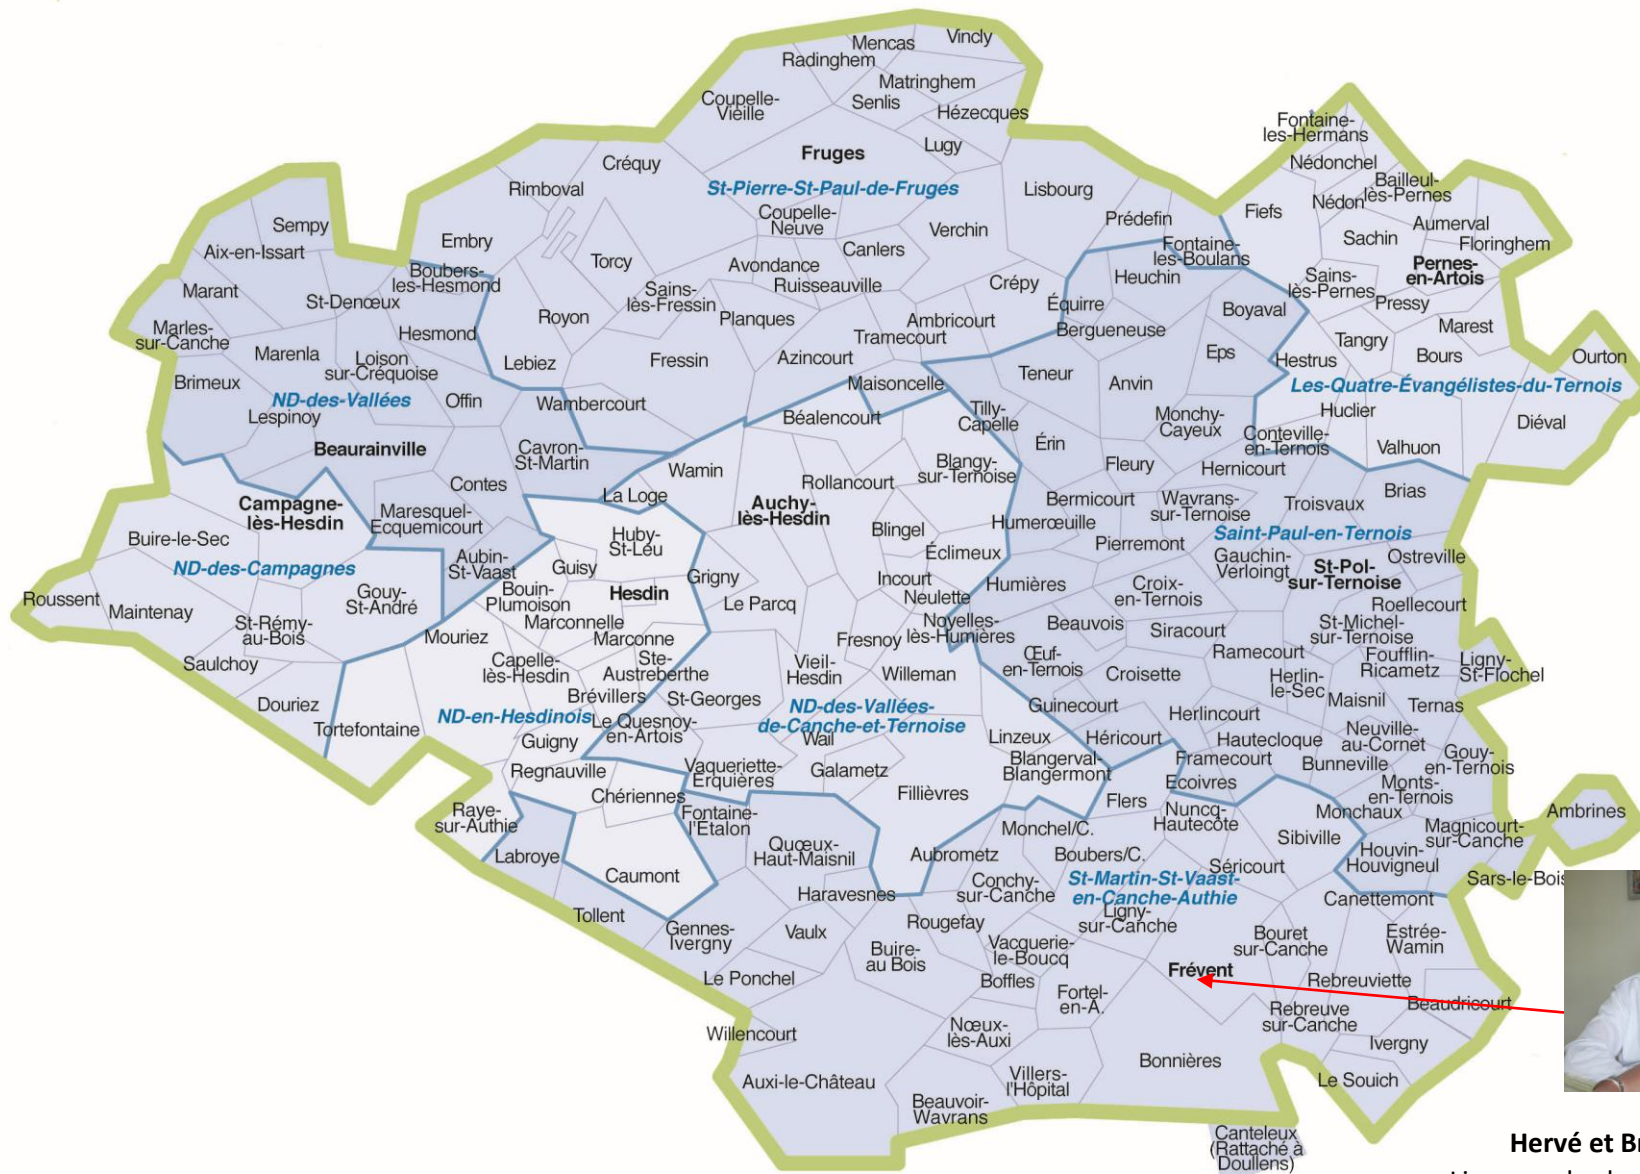 Mencas
Vincly
Radinghem
Matringhem
Coupelle-
Vieille
Senlis
Hézecques
Fontaine-
les-Hermans
Lugy
Fruges
Créquy
Nédonchel
Bailleul-
lès-Pernes
Rimboval
St-Pierre-St-Paul-de-Fruges
Lisbourg
Nédon
Fiefs
Prédefin
Coupelle-
Neuve
Aumerval
Sempy
Verchin
Sachin
Floringhem
Embry
Canlers
Fontaine-
les-Boulans
Aix-en-Issart
Torcy
Avondance
Pernes-
en-Artois
Boubers-
les-Hesmond
Heuchin
Sains-
lès-Pernes
Marant
St-Denœux
Sains-
lès-Fressin
Ruisseauville
Crépy
Équirre
Pressy
Boyaval
Royon
Planques
Ambricourt
Marles-
sur-Canche
Hesmond
Bergueneuse
Marest
Tramecourt
Tangry
Marenla
Loison
sur-Créquoise
Lebiez
Fressin
Azincourt
Eps
Hestrus
Bours
Ourton
Teneur
Brimeux
Maisoncelle
Anvin
Les-Quatre-Évangélistes-du-Ternois
ND-des-Vallées
Offin
Wambercourt
Huclier
Lespinoy
Béalencourt
Tilly-
Capelle
Monchy-
Cayeux
Diéval
Beaurainville
Cavron-
St-Martin
Érin
Conteville-
en-Ternois
Valhuon
Wamin
Blangy-
sur-Ternoise
Fleury
Hernicourt
Contes
Rollancourt
Brias
La Loge
Campagne-
lès-Hesdin
Auchy-
lès-Hesdin
Bermicourt
Wavrans-
sur-Ternoise
Troisvaux
Maresquel-
Ecquemicourt
Humerœuille
Saint-Paul-en-Ternois
Buire-le-Sec
Huby-
St-Leu
Blingel
Pierremont
Éclimeux
Gauchin-
Verloingt
Ostreville
ND-des-Campagnes
Aubin-
St-Vaast
Guisy
Grigny
Incourt
Humières
St-Pol-
sur-Ternoise
Bouin-
Plumoison
Hesdin
Croix-
en-Ternois
Roussent
Gouy-
St-André
Le Parcq
Neulette
Maintenay
Roellecourt
Marconnelle
Noyelles-
lès-Humières
Beauvois
St-Rémy-
au-Bois
Siracourt
St-Michel-
sur-Ternoise
Mouriez
Marconne
Fresnoy
Saulchoy
Capelle-
lès-Hesdin
Ste-
Austreberthe
Vieil-
Hesdin
Willeman
Œuf-
en-Ternois
Ramecourt
Foufflin-
Ricametz
Ligny-
St-Flochel
Croisette
Herlin-
le-Sec
Brévillers
St-Georges
Maisnil
Douriez
Guinecourt
Ternas
ND-en-Hesdinois
ND-des-Vallées-
de-Canche-et-Ternoise
Herlincourt
Tortefontaine
Le Quesnoy-
en-Artois
Neuville-
au-Cornet
Guigny
Wail
Linzeux
Héricourt
Hautecloque
Gouy-
en-Ternois
Regnauville
Vaqueriette-
Erquières
Galametz
Blangerval-
Blangermont
Framecourt
Bunneville
Ecoivres
Monts-
en-Ternois
Chériennes
Fillièvres
Flers
Raye-
sur-Authie
Fontaine-
l'Étalon
Nuncq-
Hautecôte
Monchaux
Ambrines
Monchel/C.
Sibiville
Magnicourt-
sur-Canche
Labroye
Quœux-
Haut-Maisnil
Aubrometz
Boubers/C.
Séricourt
Houvin-
Houvigneul
Caumont
Conchy-
sur-Canche
St-Martin-St-Vaast-
en-Canche-Authie
Sars-le-Bois
Haravesnes
Canettemont
Tollent
Rougefay
Ligny-
sur-Canche
Gennes-
Ivergny
Vaulx
Bouret
sur-Canche
Estrée-
Wamin
Buire-
au Bois
Vacquerie-
le-Boucq
Le Ponchel
Frévent
Boffles
Rebreuviette
Fortel-
en-A.
Beaudricourt
Willencourt
Nœux-
lès-Auxi
Rebreuve
sur-Canche
Ivergny
Bonnières
Auxi-le-Château
Villers-
l'Hôpital
Le Souich
Beauvoir-
Wavrans
Canteleux
(Rattaché à
Doullens)
Hervé et Br